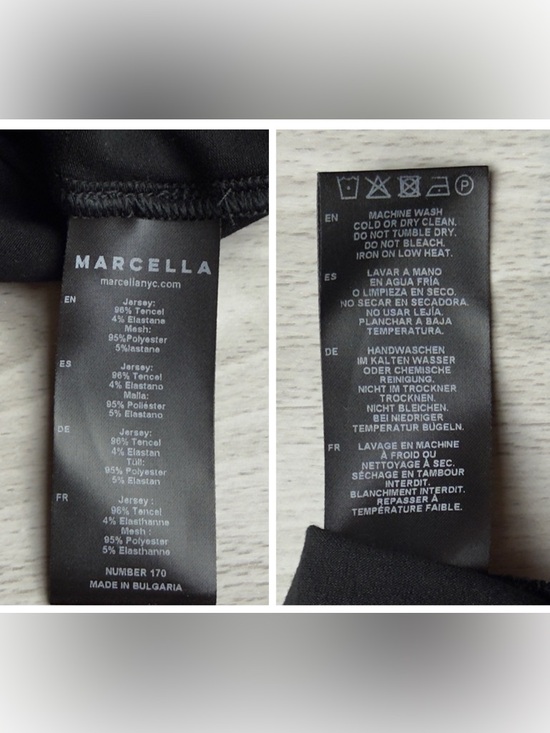 MARCELLA
marcellanyc.com
EN
Jersey:
96% Tencel
4% Elastane
Mesh:
95%Polyester
5%lastane
ES
Jersey:
96% Tencel
4% Elastano
Malla:
95% Poliéster
5% Elastano
DE
Jersey:
96% Tencel
4% Elastan
Tüll:
95% Polyester
5% Elastan
FR
Jersey :
96% Tencel
4% Elasthanne
Mesh :
95% Polyester
5% Elasthanne
NUMBER 170
MADE IN BULGARIA
P
EN
MACHINE WASH
COLD OR DRY CLEAN.
DO NOT TUMBLE DRY.
DO NOT BLEACH.
IRON ON LOW HEAT.
ES
LAVAR A MANO
EN AGUA FRÍA
O LIMPIEZA EN SECO.
NO SECAR EN SECADORA.
NO USAR LEJÍA.
PLANCHAR A BAJA
TEMPERATURA.
DE
HANDWASCHEN
IM KALTEN WASSER
ODER CHEMISCHE
REINIGUNG.
NICHT IM TROCKNER
TROCKNEN.
NICHT BLEICHEN.
BEI NIEDRIGER
TEMPERATUR BÜGELN.
FR
LAVAGE EN MACHINE
À FROID OU
NETTOYAGE À SEC.
SÉCHAGE EN TAMBOUR
INTERDIT.
BLANCHMENT INTERDIT.
REPASSER À
TEMPÉRATURE FAIBLE.